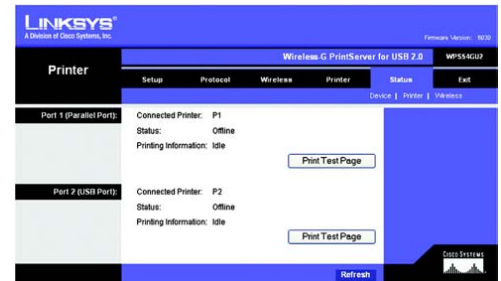 LINKSYS®
A Division of Cisco Systems, Inc.
Firmware Version: 6030
Printer
Wireless-G PrintServer for USB 2.0
WPS54GU2
Setup
Protocol
Wireless
Printer
Status
Exit
Device | Printer | Wireless
Port 1 (Parallel Port):
Connected Printer: P1
Status: Offline
Printing Information: Idle
Print Test Page
Port 2 (USB Port):
Connected Printer: P2
Status: Offline
Printing Information: Idle
Print Test Page
Refresh
CISCO SYSTEMS